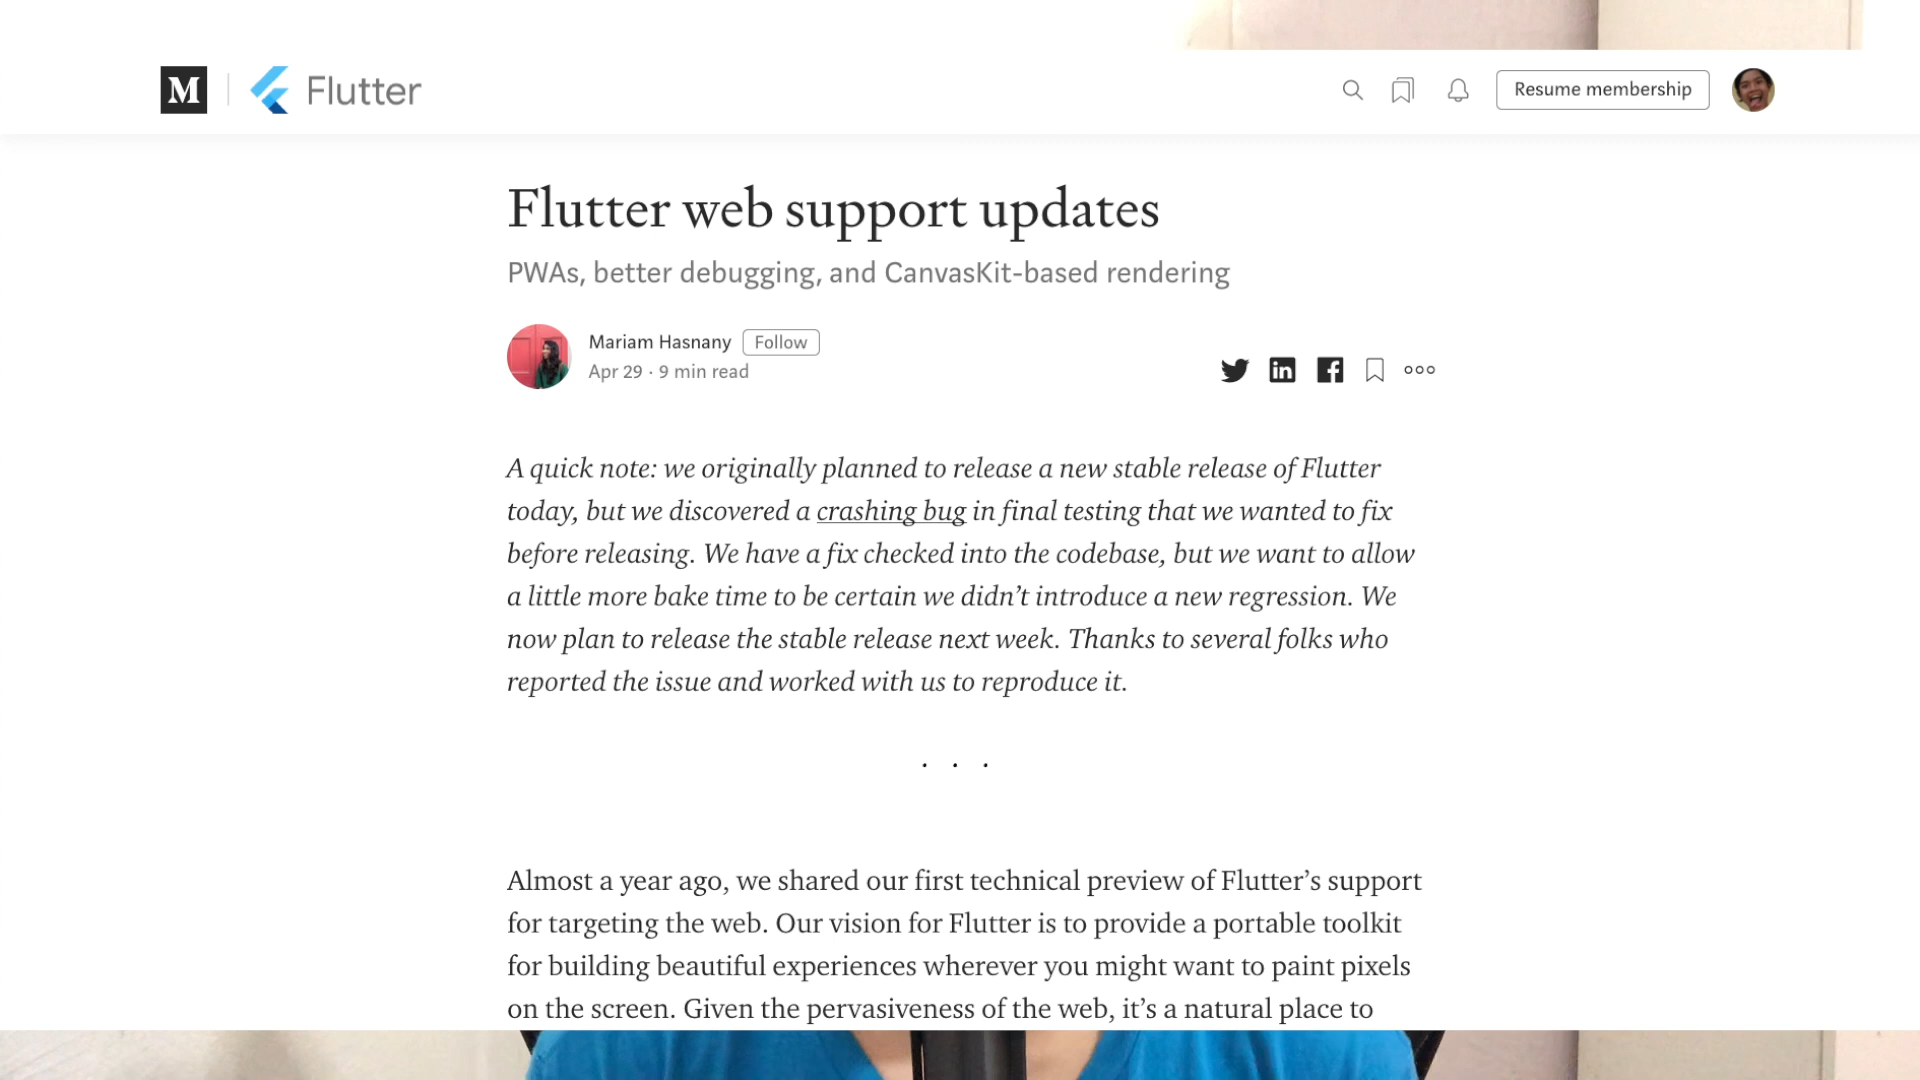 M Flutter Resume membership
Flutter web support updates
PWAs, better debugging, and CanvasKit-based rendering
Mariam Hasnany Follow
Apr 29 · 9 min read
A quick note: we originally planned to release a new stable release of Flutter
today, but we discovered a crashing bug in final testing that we wanted to fix
before releasing. We have a fix checked into the codebase, but we want to allow
a little more bake time to be certain we didn’t introduce a new regression. We
now plan to release the stable release next week. Thanks to several folks who
reported the issue and worked with us to reproduce it.
. . .
Almost a year ago, we shared our first technical preview of Flutter’s support
for targeting the web. Our vision for Flutter is to provide a portable toolkit
for building beautiful experiences wherever you might want to paint pixels
on the screen. Given the pervasiveness of the web, it’s a natural place to